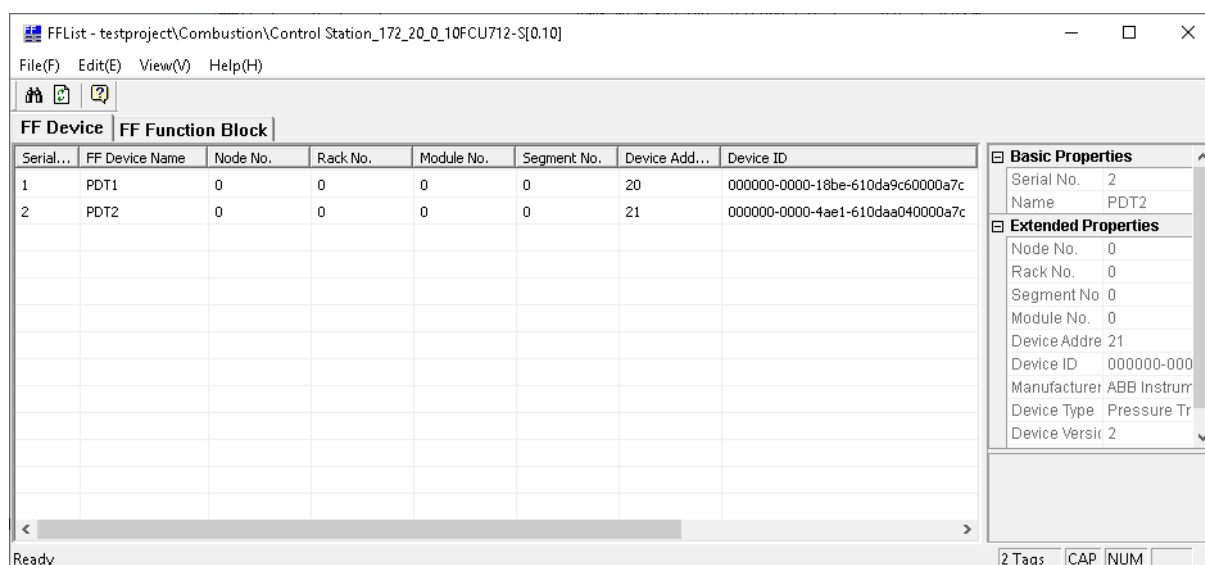 FFList - testproject\Combustion\Control Station_172_20_0_10FCU712-S[0.10]
File(F) Edit(E) View(V) Help(H)
FF Device FF Function Block
Serial... FF Device Name Node No. Rack No. Module No. Segment No. Device Add... Device ID
1 PDT1 0 0 0 0 20 000000-0000-18be-610da9c60000a7c
2 PDT2 0 0 0 0 21 000000-0000-4ae1-610daa040000a7c
Basic Properties
Serial No. 2
Name PDT2
Extended Properties
Node No. 0
Rack No. 0
Segment No 0
Module No. 0
Device Addre 21
Device ID 000000-000
Manufacturer ABB Instrum
Device Type Pressure Tr
Device Versic 2
Ready 2 Tags CAP NUM